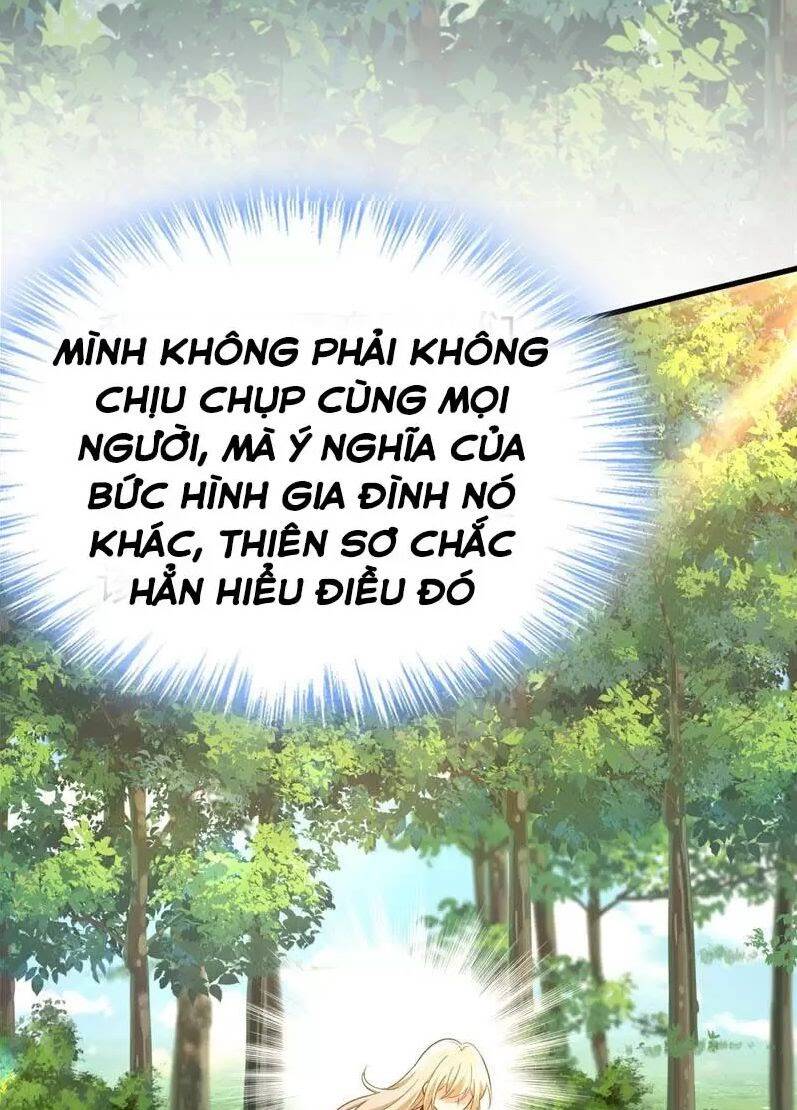 MÌNH KHÔNG PHẢI KHÔNG
CHỊU CHỤP CÙNG MỌI
NGƯỜI, MÀ Ý NGHĨA CỦA
BỨC HÌNH GIA ĐÌNH NÓ
KHÁC, THIÊN SƠ CHẮC
HẲN HIỂU ĐIỀU ĐÓ